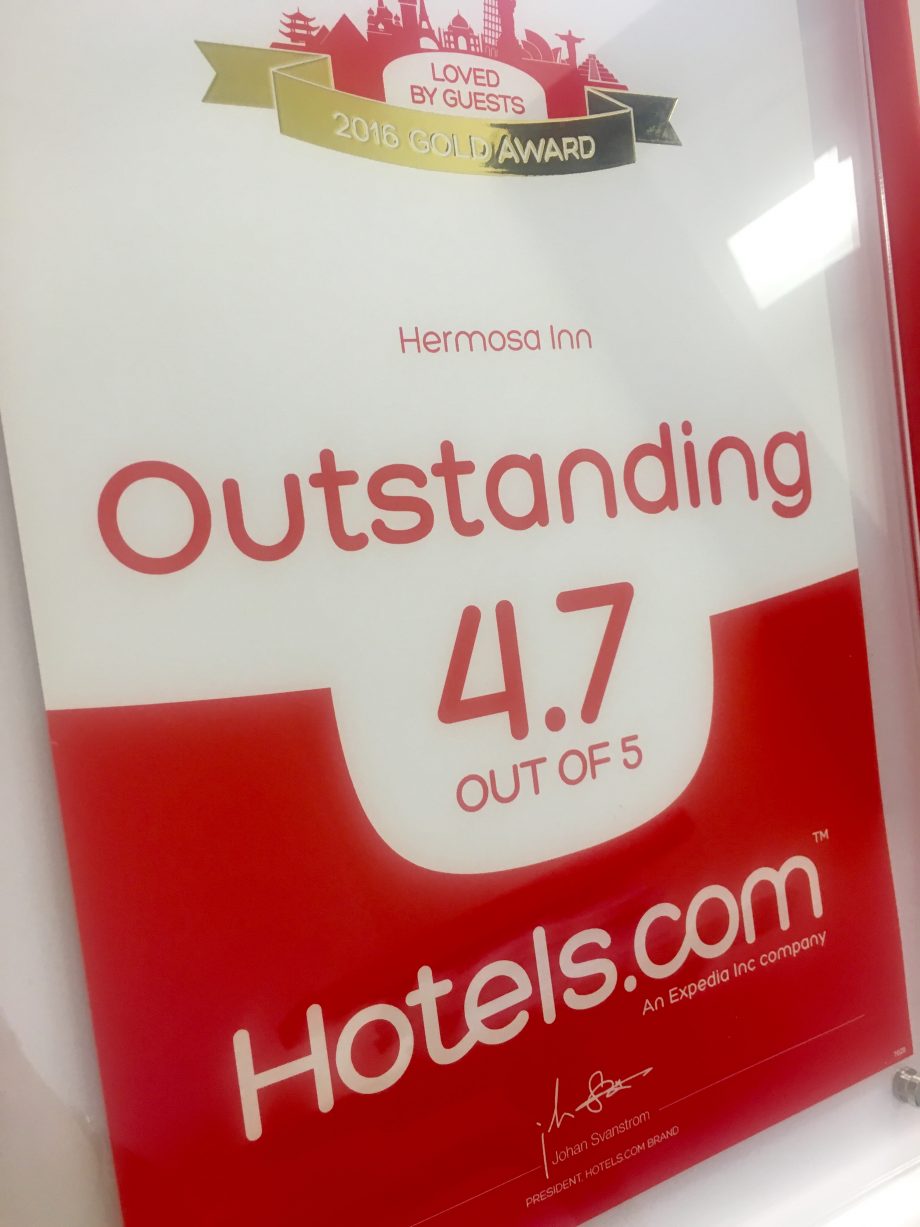 LOVED
BY GUESTS
2016 GOLD AWARD
Hermosa Inn
Outstanding
4.7
OUT OF 5
Hotels.com™
An Expedia Inc company
Johan Svanstrom
PRESIDENT, HOTELS.COM BRAND